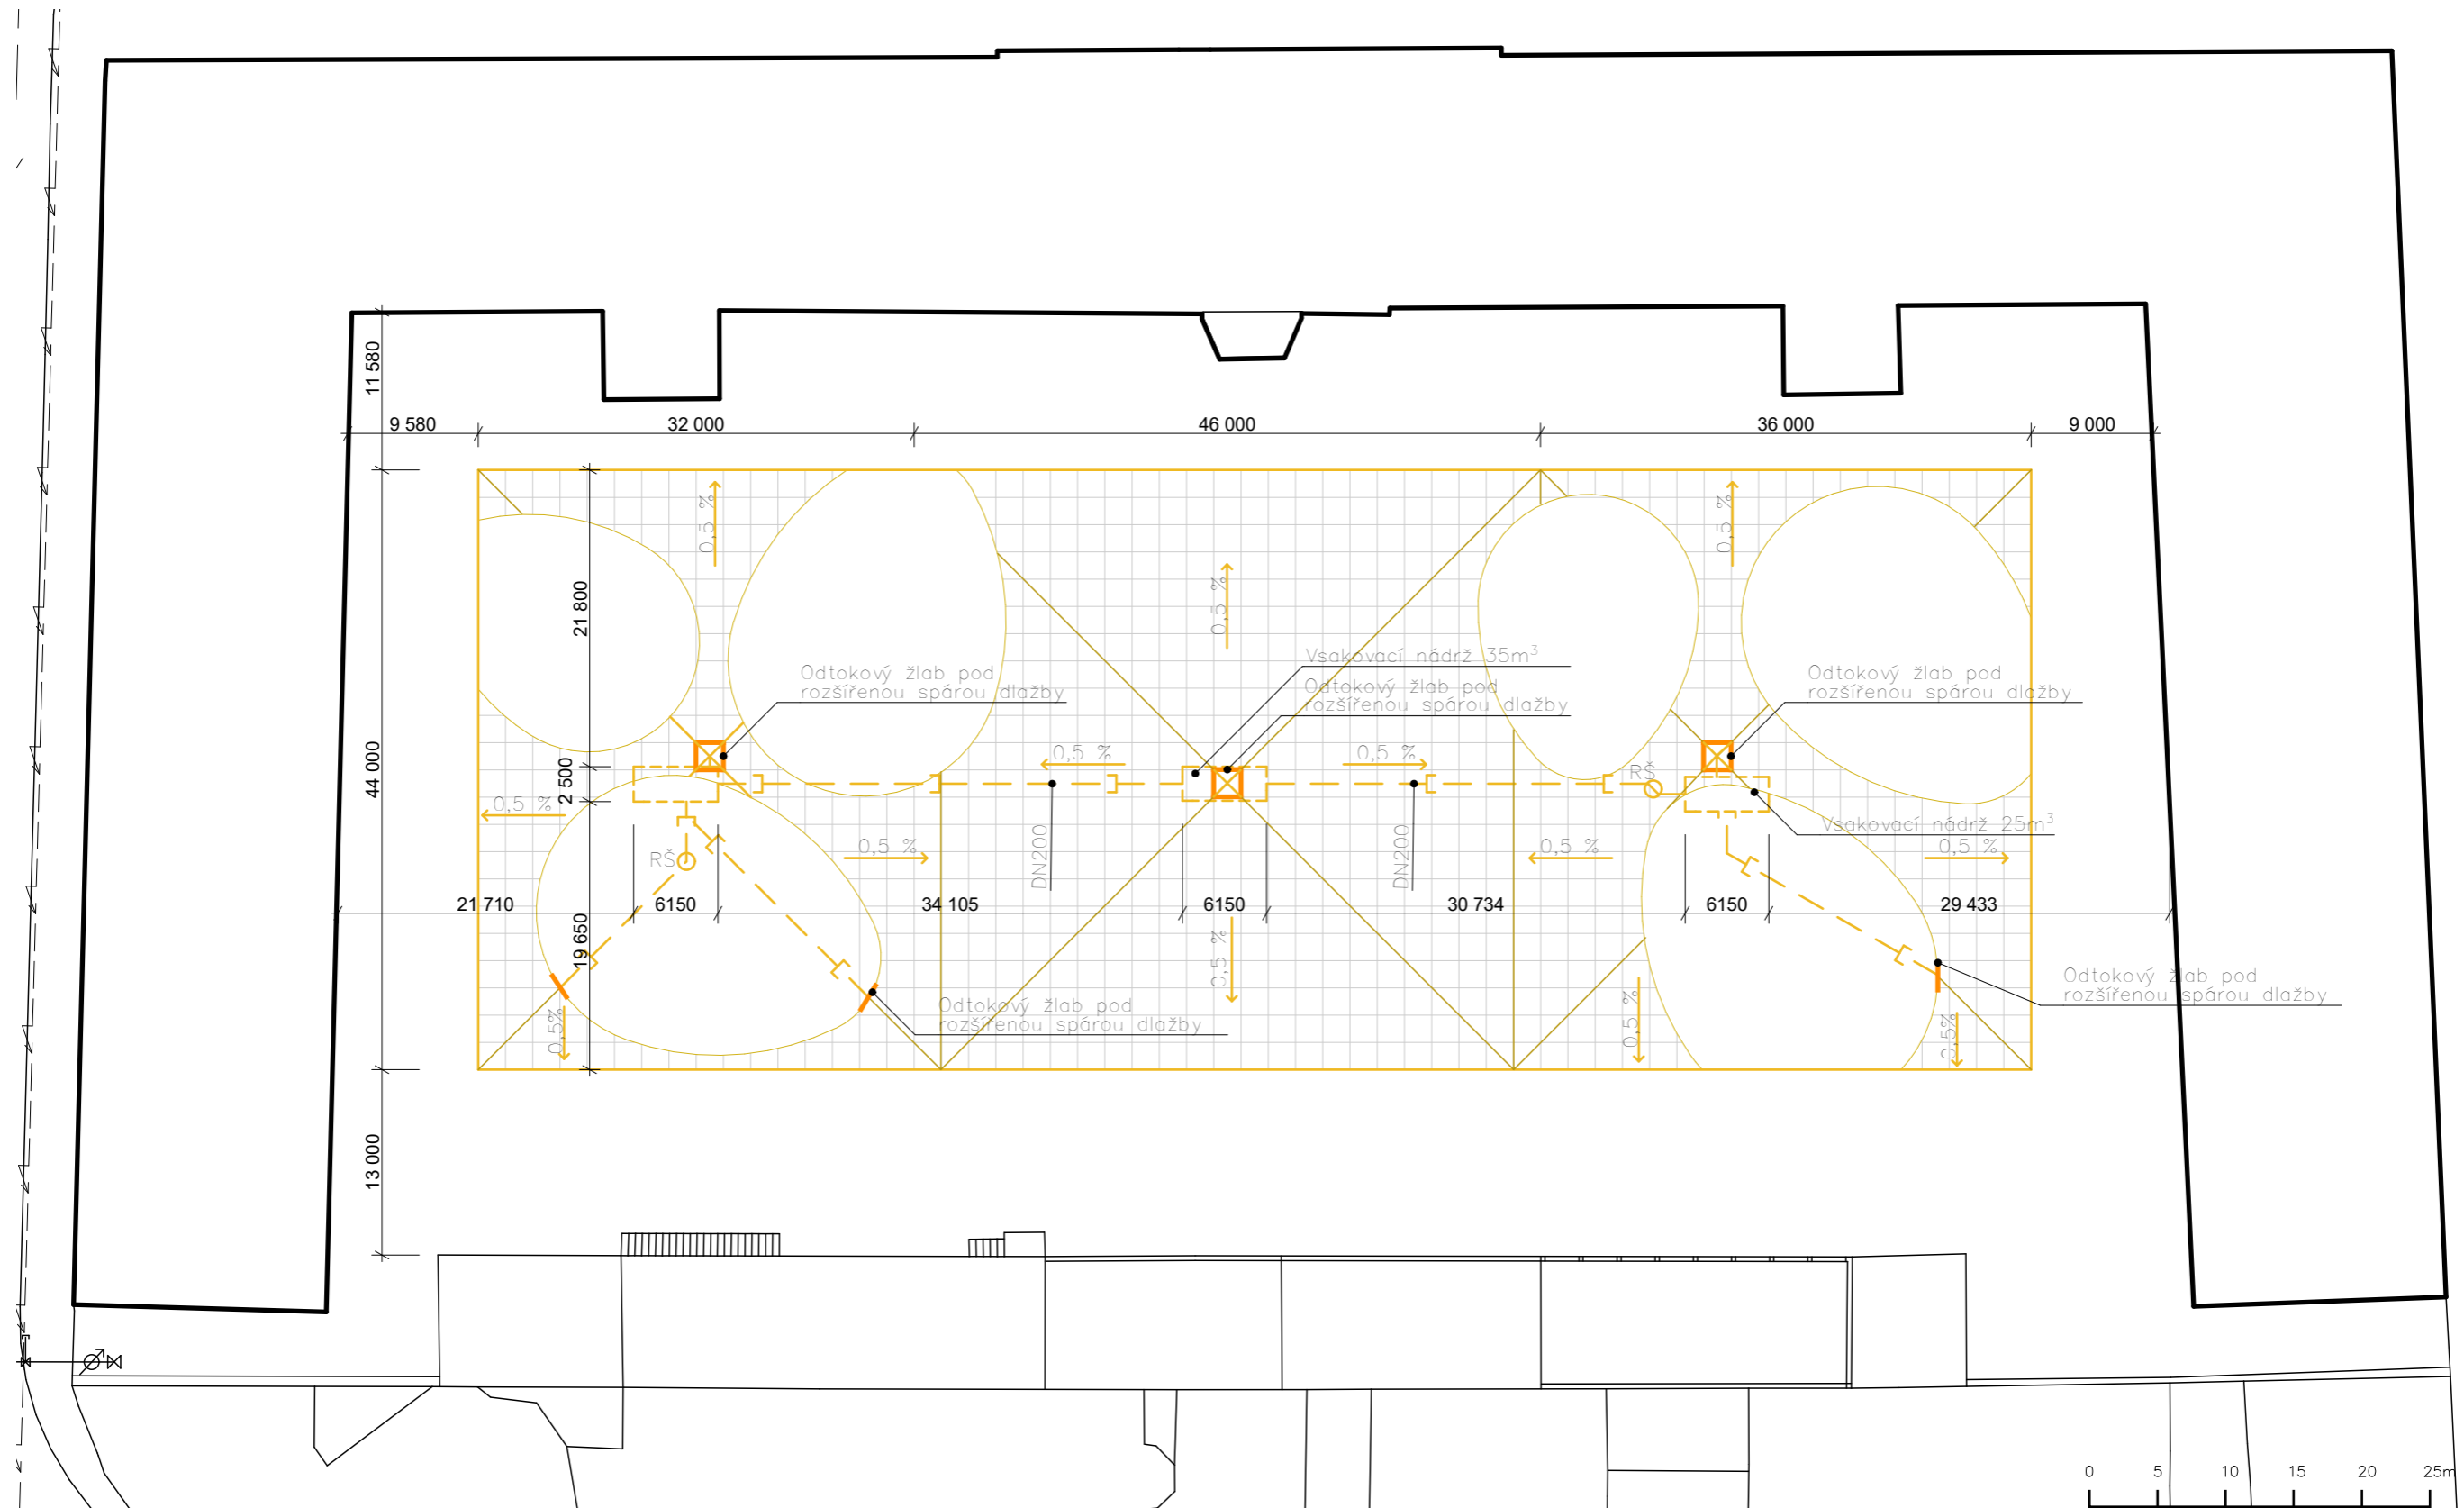 11 580
9 580
32 000
46 000
36 000
9 000
0,5 %
0,5 %
0,5 %
21 800
Vsakovací nádrž 35m³
Odtokový žlab pod
rozšířenou spárou dlažby
Odtokový žlab pod
rozšířenou spárou dlažby
Odtokový žlab pod
rozšířenou spárou dlažby
44 000
2 500
0,5 %
0,5 %
RŠ
0,5 %
Vsakovací nádrž 25m³
RŠ
0,5 %
DN200
DN200
0,5 %
0,5 %
21 710
6150
34 105
6150
30 734
6150
29 433
19 650
0,5 %
Odtokový žlab pod
rozšířenou spárou dlažby
Odtokový žlab pod
rozšířenou spárou dlažby
0,5%
0,5 %
0,5%
13 000
0
5
10
15
20
25m